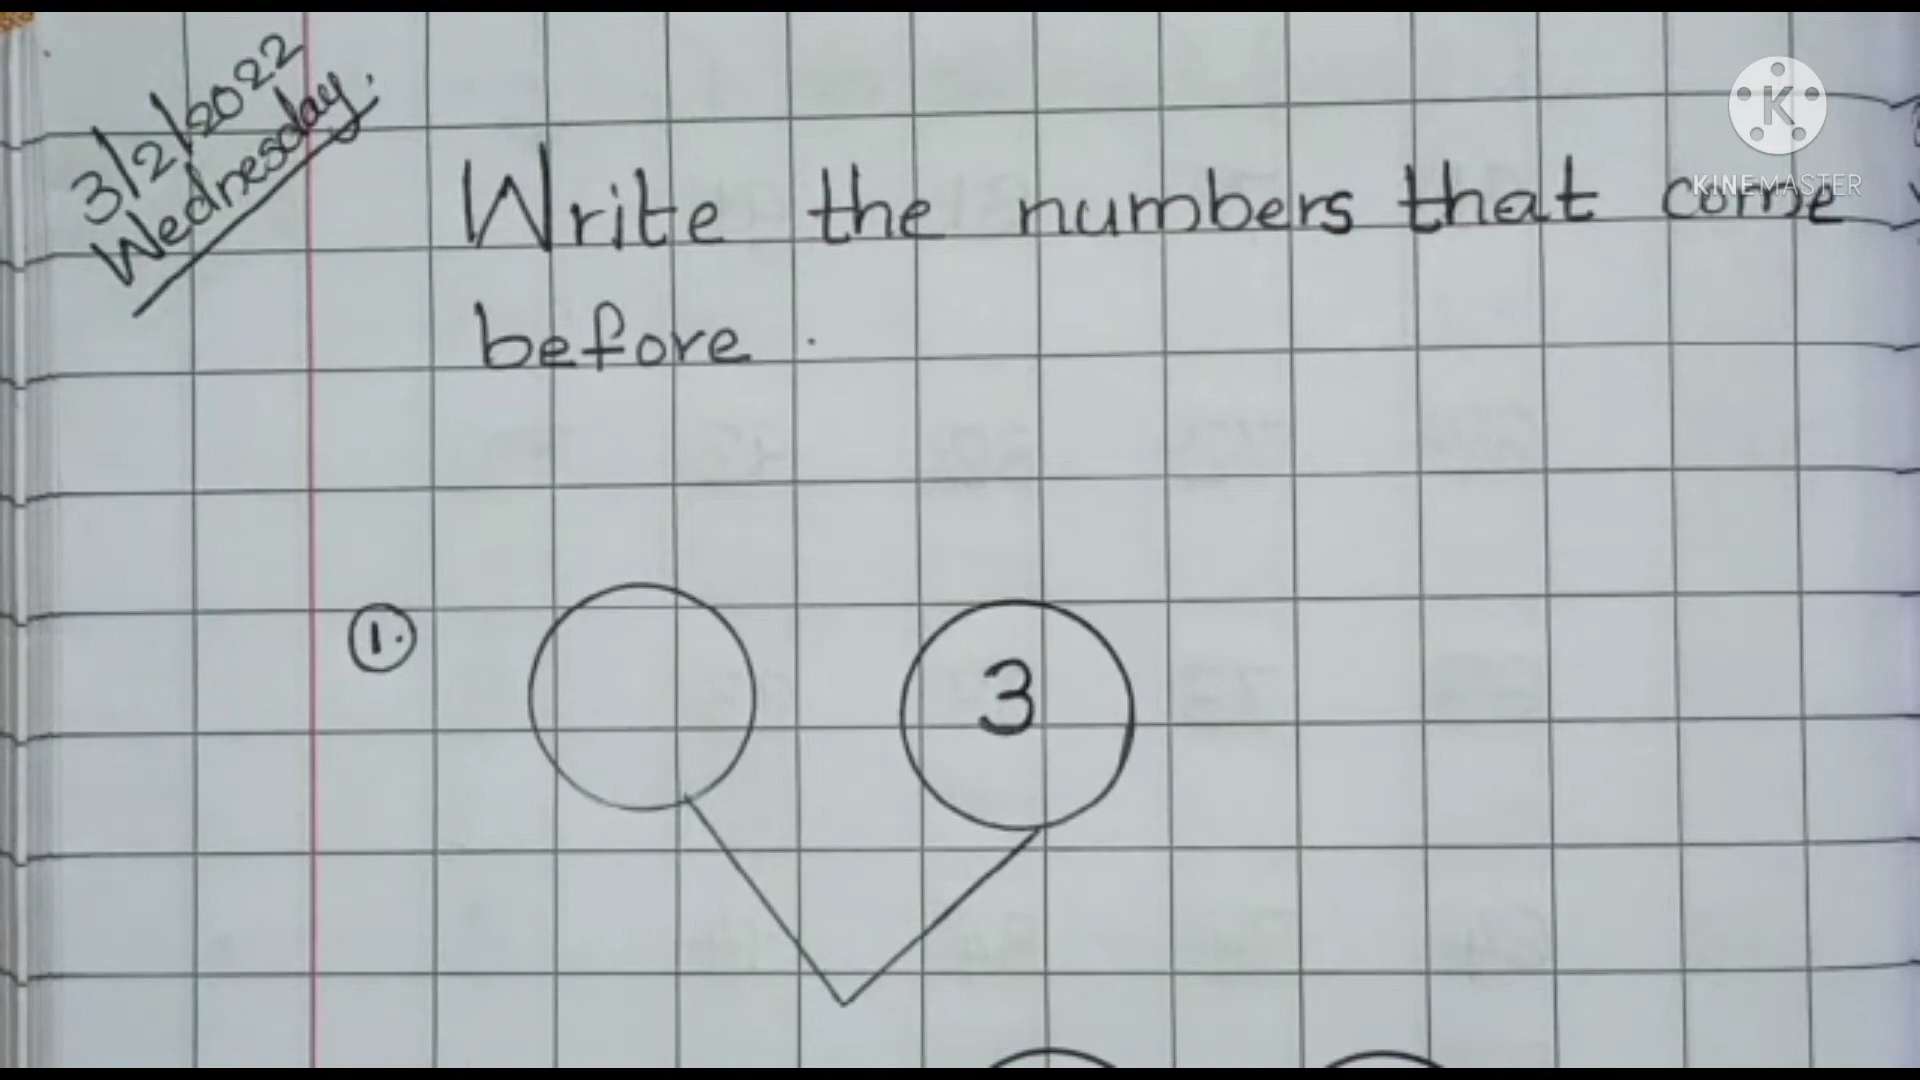 3/2/2022
Wednesday.
KINEMASTER
Write the numbers that come
before.
1.
3